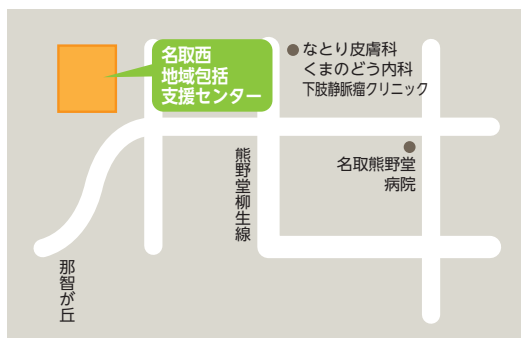 名取西
地域包括
支援センター
なとり皮膚科
くまのどう内科
下肢静脈瘤クリニック
名取熊野堂
病院
熊野堂柳生線
那智が丘